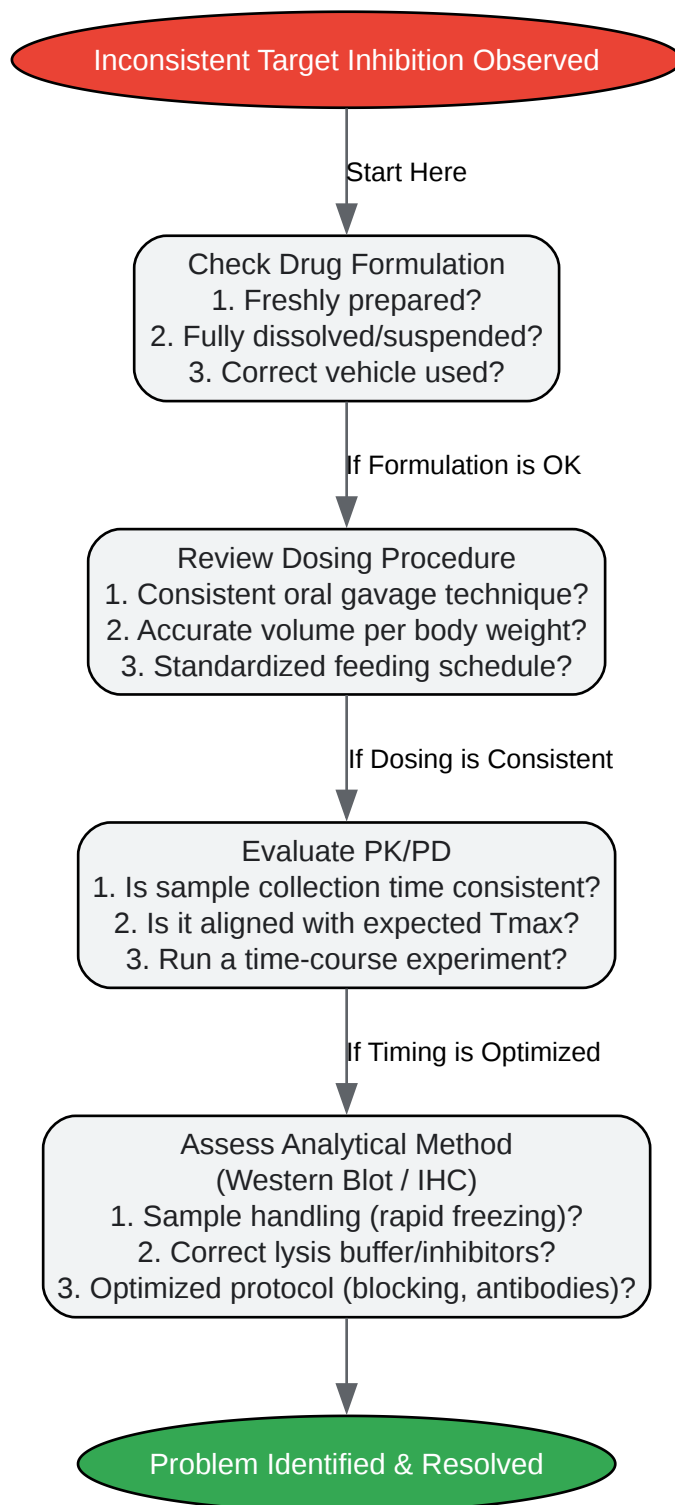 Inconsistent Target Inhibition Observed
Start Here
Check Drug Formulation
1. Freshly prepared?
2. Fully dissolved/suspended?
3. Correct vehicle used?
If Formulation is OK
Review Dosing Procedure
1. Consistent oral gavage technique?
2. Accurate volume per body weight?
3. Standardized feeding schedule?
If Dosing is Consistent
Evaluate PK/PD
1. Is sample collection time consistent?
2. Is it aligned with expected Tmax?
3. Run a time-course experiment?
If Timing is Optimized
Assess Analytical Method
(Western Blot / IHC)
1. Sample handling (rapid freezing)?
2. Correct lysis buffer/inhibitors?
3. Optimized protocol (blocking, antibodies)?
Problem Identified & Resolved